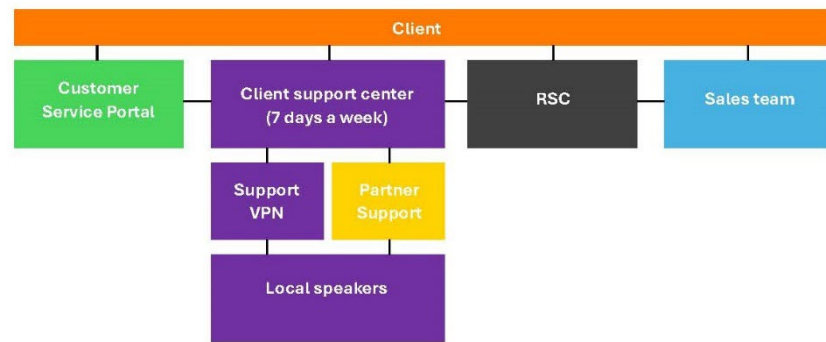 Client
Customer
Service Portal
Client support center
(7 days a week)
RSC
Sales team
Support
VPN
Partner
Support
Local speakers